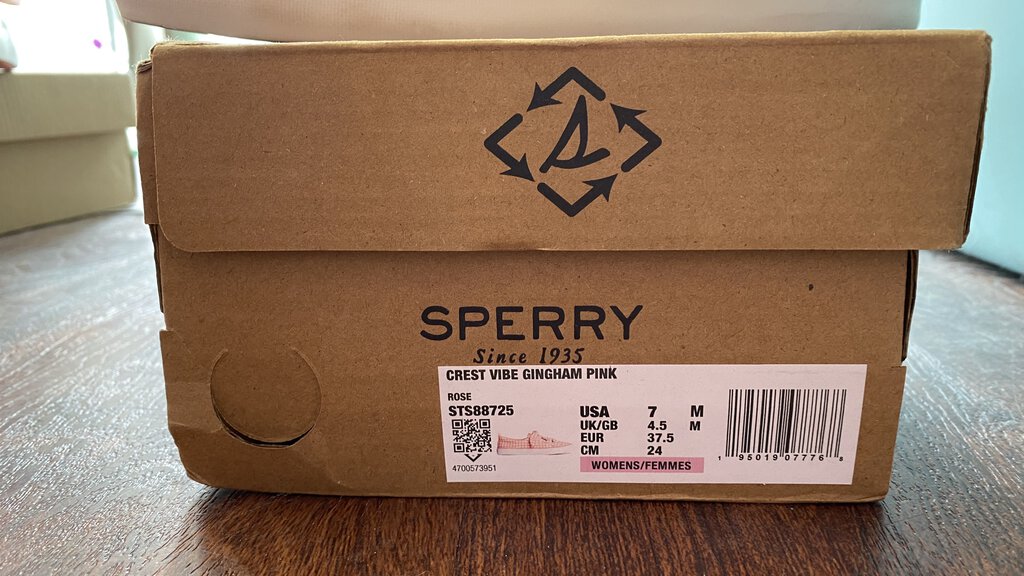 SPERRY
Since 1935
CREST VIBE GINGHAM PINK
ROSE
STS88725
USA 7 M
UK/GB 4.5 M
EUR 37.5
CM 24
WOMENS/FEMMES
4700573951
1 95019 07776 8